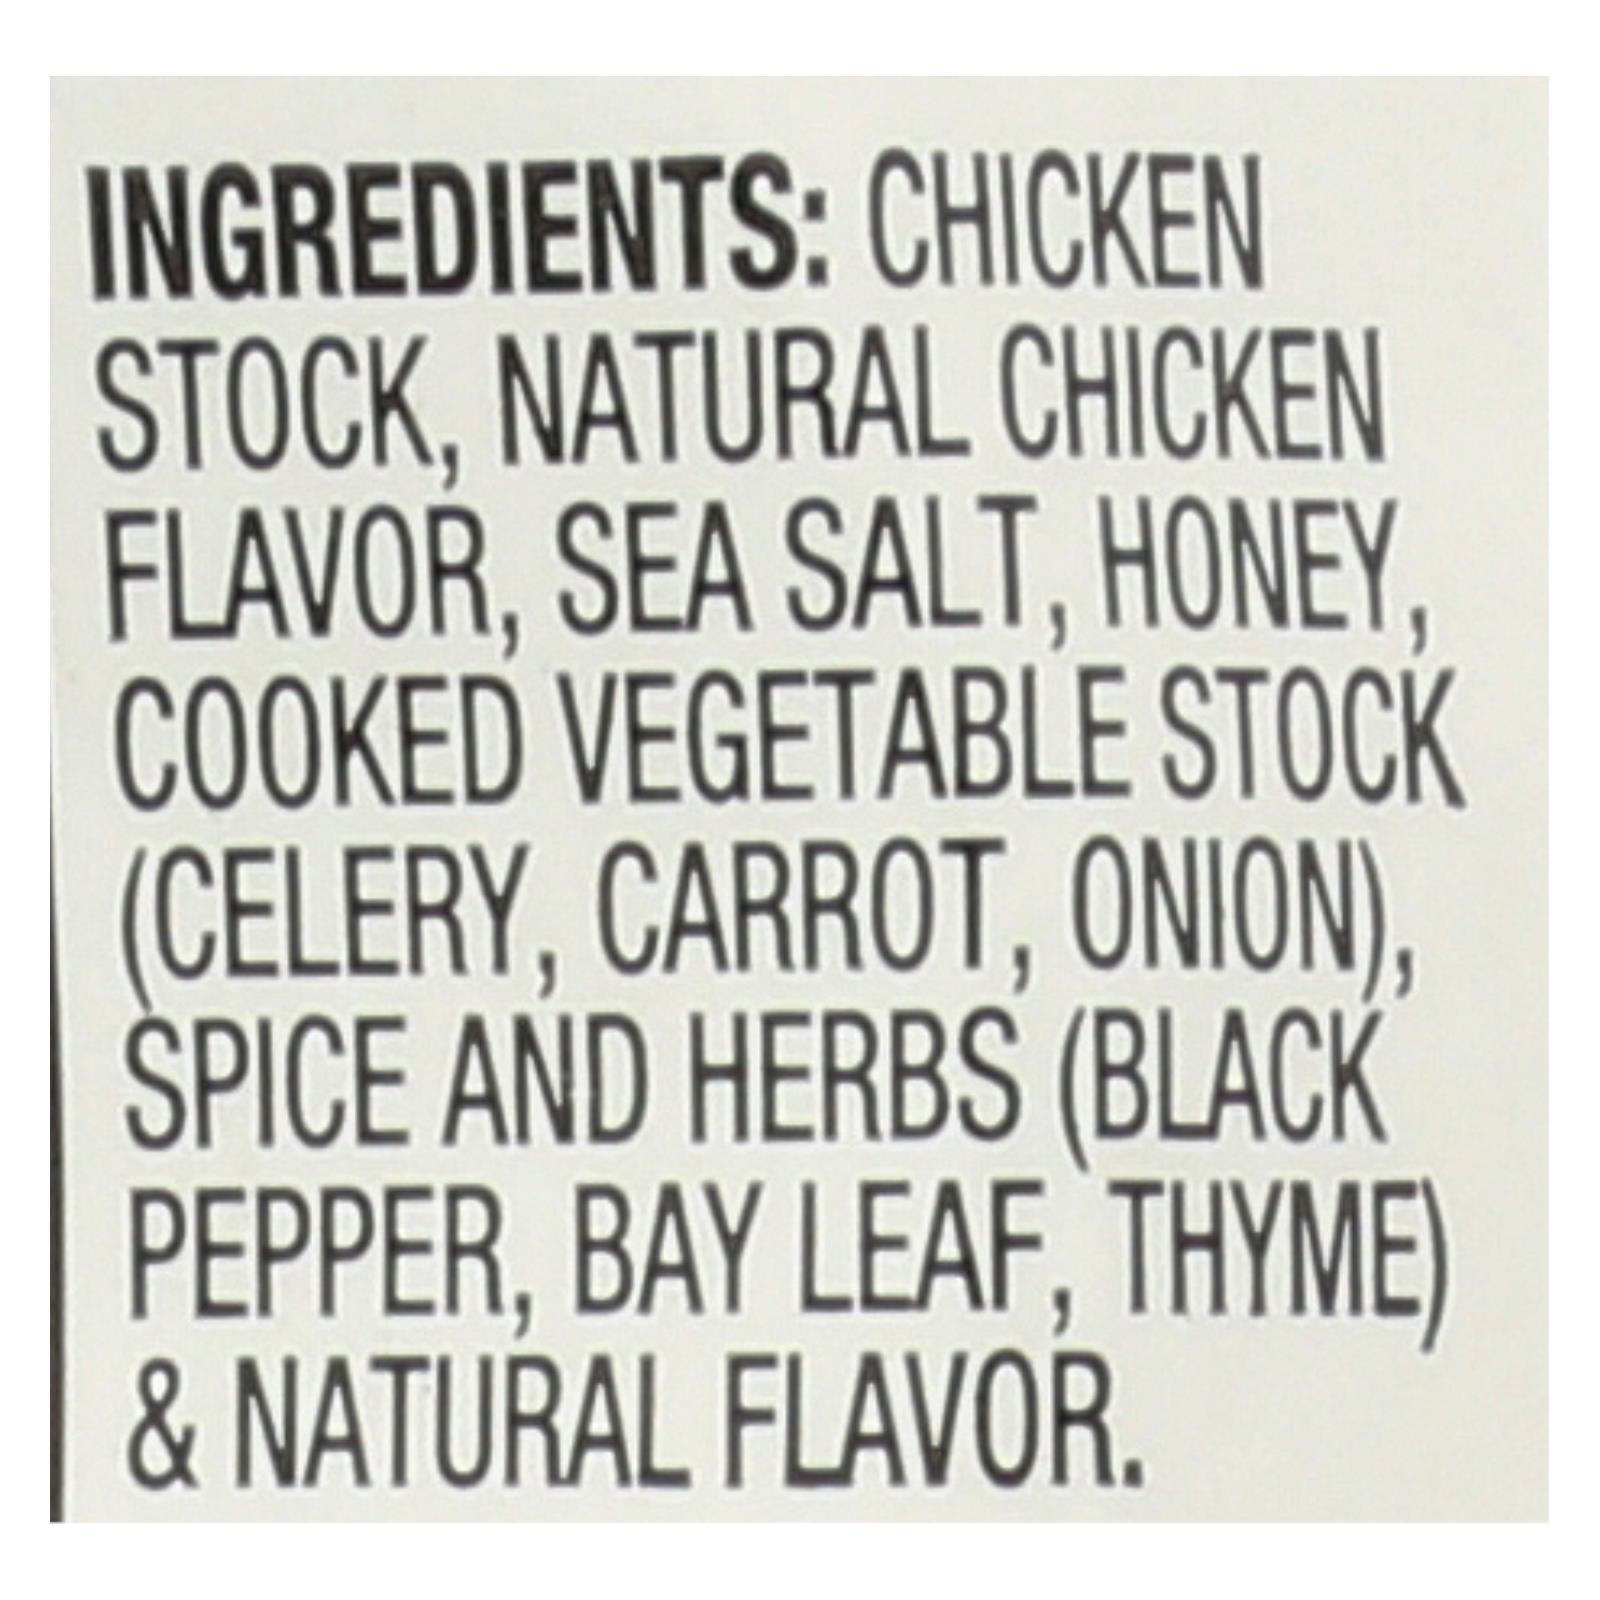 INGREDIENTS: CHICKEN
STOCK, NATURAL CHICKEN
FLAVOR, SEA SALT, HONEY,
COOKED VEGETABLE STOCK
(CELERY, CARROT, ONION),
SPICE AND HERBS (BLACK
PEPPER, BAY LEAF, THYME)
& NATURAL FLAVOR.